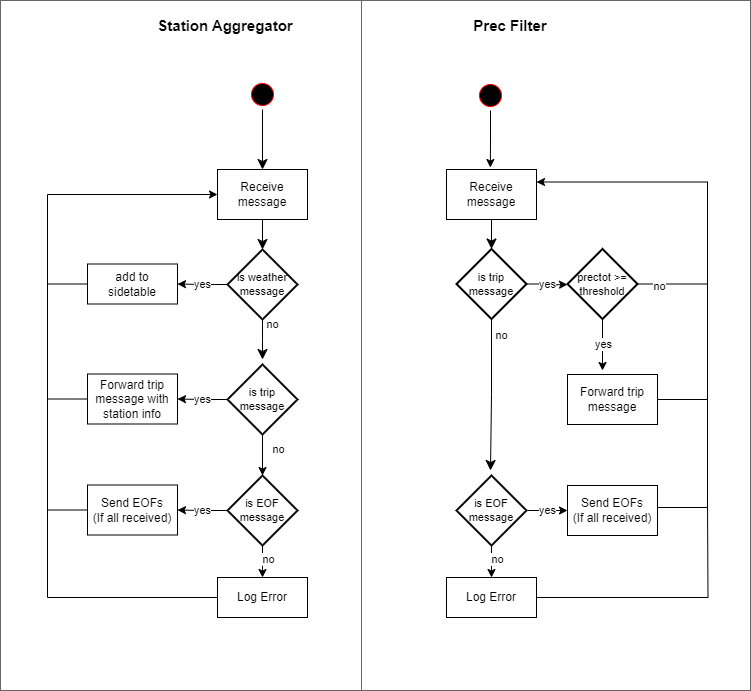 Station Aggregator
Receive
message
is weather
message
yes
add to
sidetable
no
is trip
message
yes
Forward trip
message with
station info
no
is EOF
message
yes
Send EOFs
(If all received)
no
Log Error
Prec Filter
Receive
message
is trip
message
yes
prectot >=
threshold
no
yes
Forward trip
message
no
is EOF
message
yes
Send EOFs
(If all received)
no
Log Error